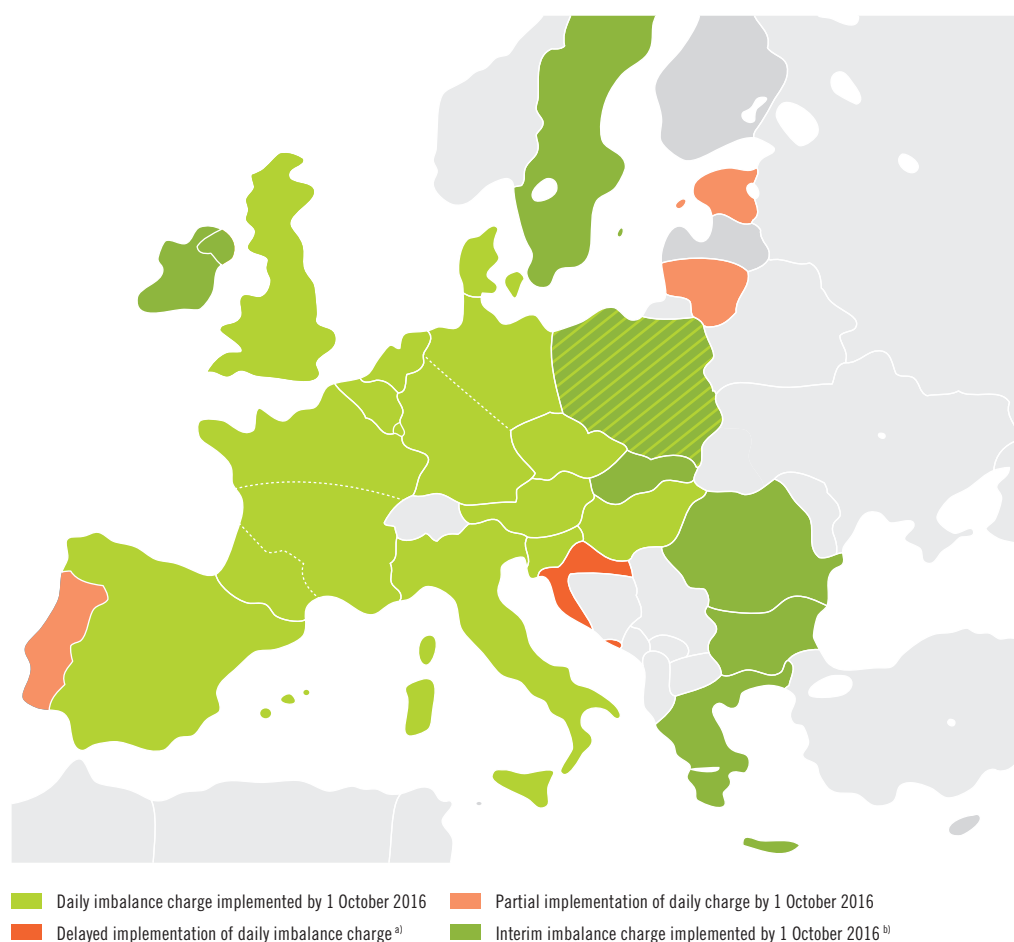 Daily imbalance charge implemented by 1 October 2016
Partial implementation of daily charge by 1 October 2016
Delayed implementation of daily imbalance charge a)
Interim imbalance charge implemented by 1 October 2016 b)